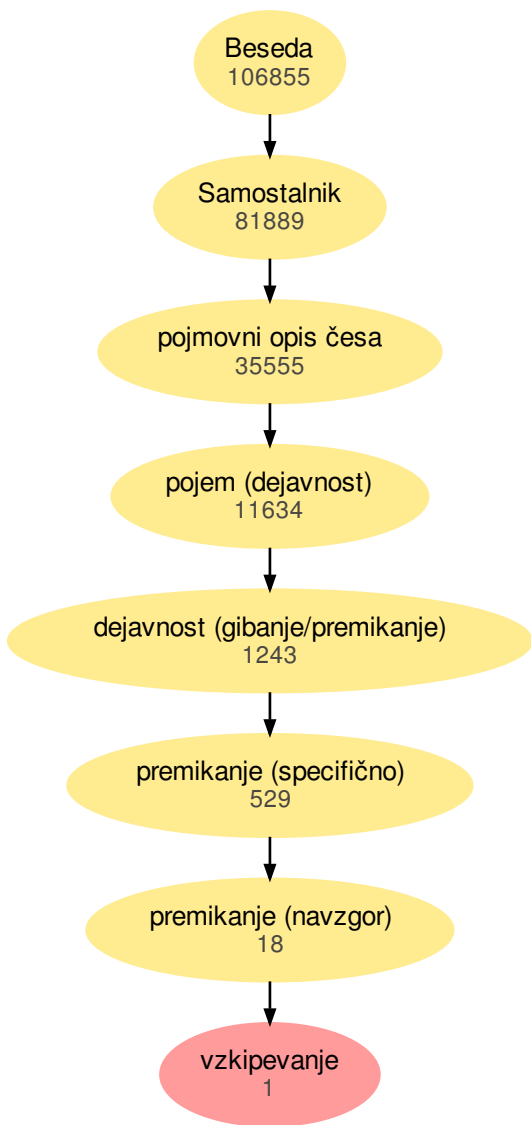 Beseda
106855
Samostalnik
81889
pojmovni opis česa
35555
pojem (dejavnost)
11634
dejavnost (gibanje/premikanje)
1243
premikanje (specifično)
529
premikanje (navzgor)
18
vzkipevanje
1